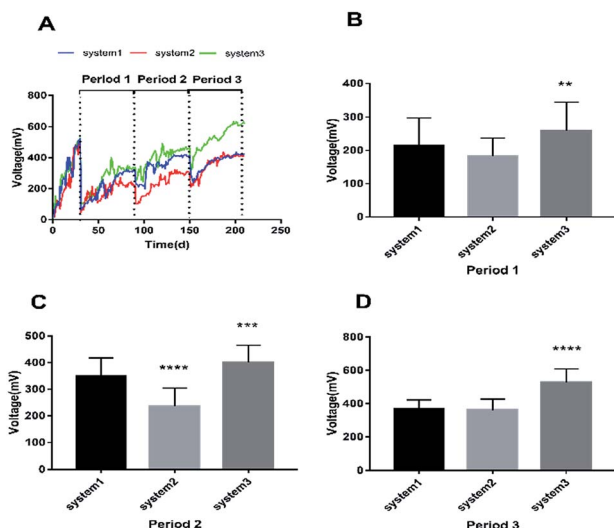 A
system1 system2 system3
Period 1 Period 2 Period 3
Voltage(mV)
800
600
400
200
0
0 50 100 150 200 250
Time(d)
B
**
Voltage(mV)
400
300
200
100
0
system1 system2 system3
Period 1
C
****
***
Voltage(mV)
500
400
300
200
100
0
system1 system2 system3
Period 2
D
****
Voltage(mV)
800
600
400
200
0
system1 system2 system3
Period 3